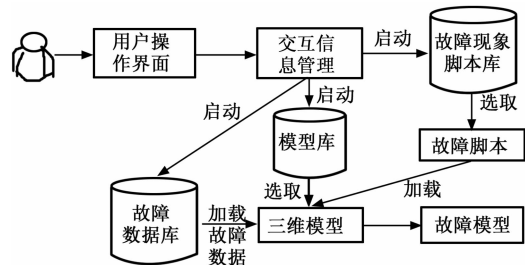 用户操
作界面
交互信
息管理
启动
故障现象
脚本库
启动
启动
选取
模型库
故障脚本
选取
加载
故障
数据库
加载
故障
数据
三维模型
故障模型